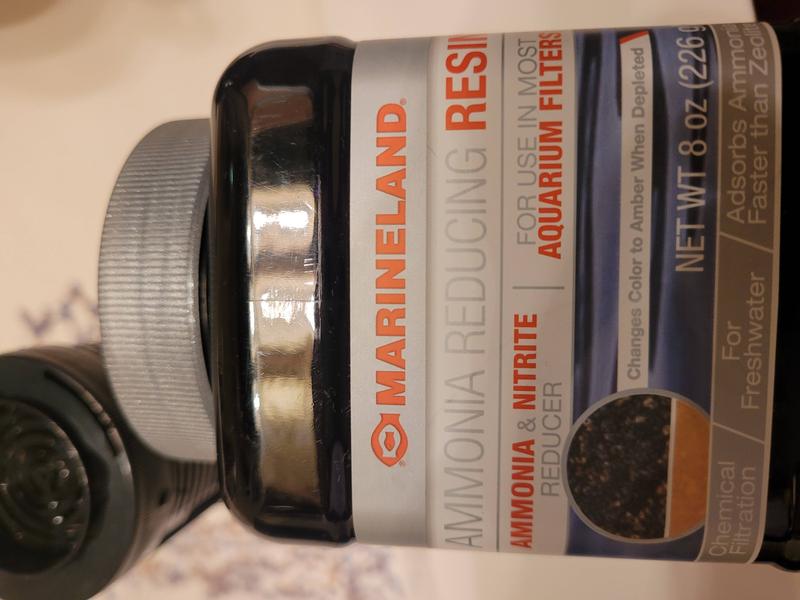 MARINELAND®
AMMONIA REDUCING RESIN
AMMONIA & NITRITE
REDUCER
FOR USE IN MOST
AQUARIUM FILTERS
Changes Color to Amber When Depleted
NET WT 8 oz (226 g
Chemical
Filtration
For
Freshwater
Adsorbs Ammonia
Faster than Zeolite